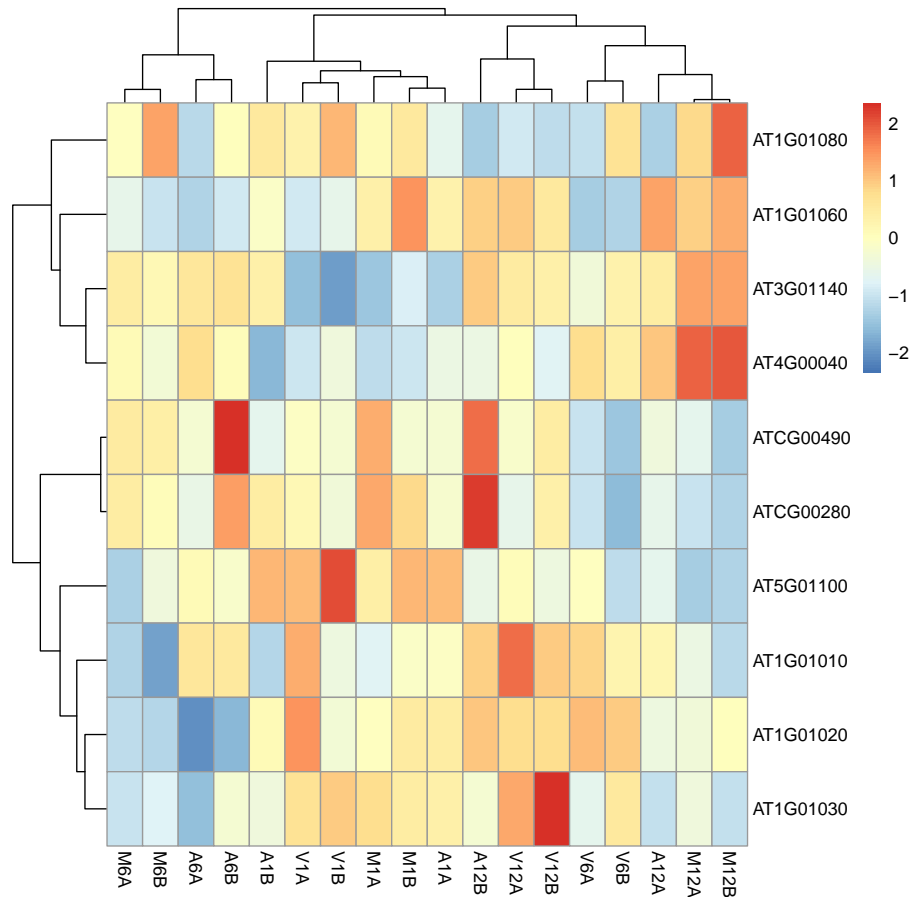 AT1G01080
AT1G01060
AT3G01140
AT4G00040
ATCG00490
ATCG00280
AT5G01100
AT1G01010
AT1G01020
AT1G01030
M6A
M6B
A6A
A6B
A1B
V1A
V1B
M1A
M1B
A1A
A12B
V12A
V12B
V6A
V6B
A12A
M12A
M12B
2
1
0
−1
−2